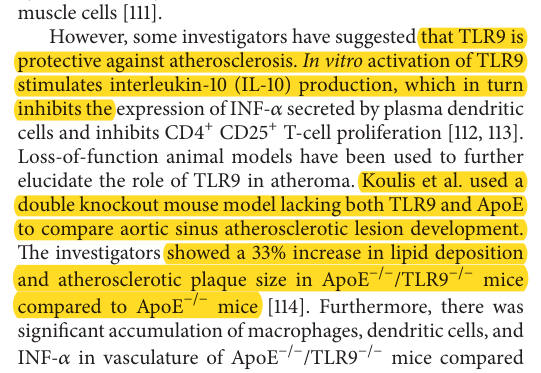 muscle cells [111].
However, some investigators have suggested that TLR9 is
protective against atherosclerosis. In vitro activation of TLR9
stimulates interleukin-10 (IL-10) production, which in turn
inhibits the expression of INF-α secreted by plasma dendritic
cells and inhibits CD4⁺ CD25⁺ T-cell proliferation [112, 113].
Loss-of-function animal models have been used to further
elucidate the role of TLR9 in atheroma. Koulis et al. used a
double knockout mouse model lacking both TLR9 and ApoE
to compare aortic sinus atherosclerotic lesion development.
The investigators showed a 33% increase in lipid deposition
and atherosclerotic plaque size in ApoE⁻/⁻/TLR9⁻/⁻ mice
compared to ApoE⁻/⁻ mice [114]. Furthermore, there was
significant accumulation of macrophages, dendritic cells, and
INF-α in vasculature of ApoE⁻/⁻/TLR9⁻/⁻ mice compared